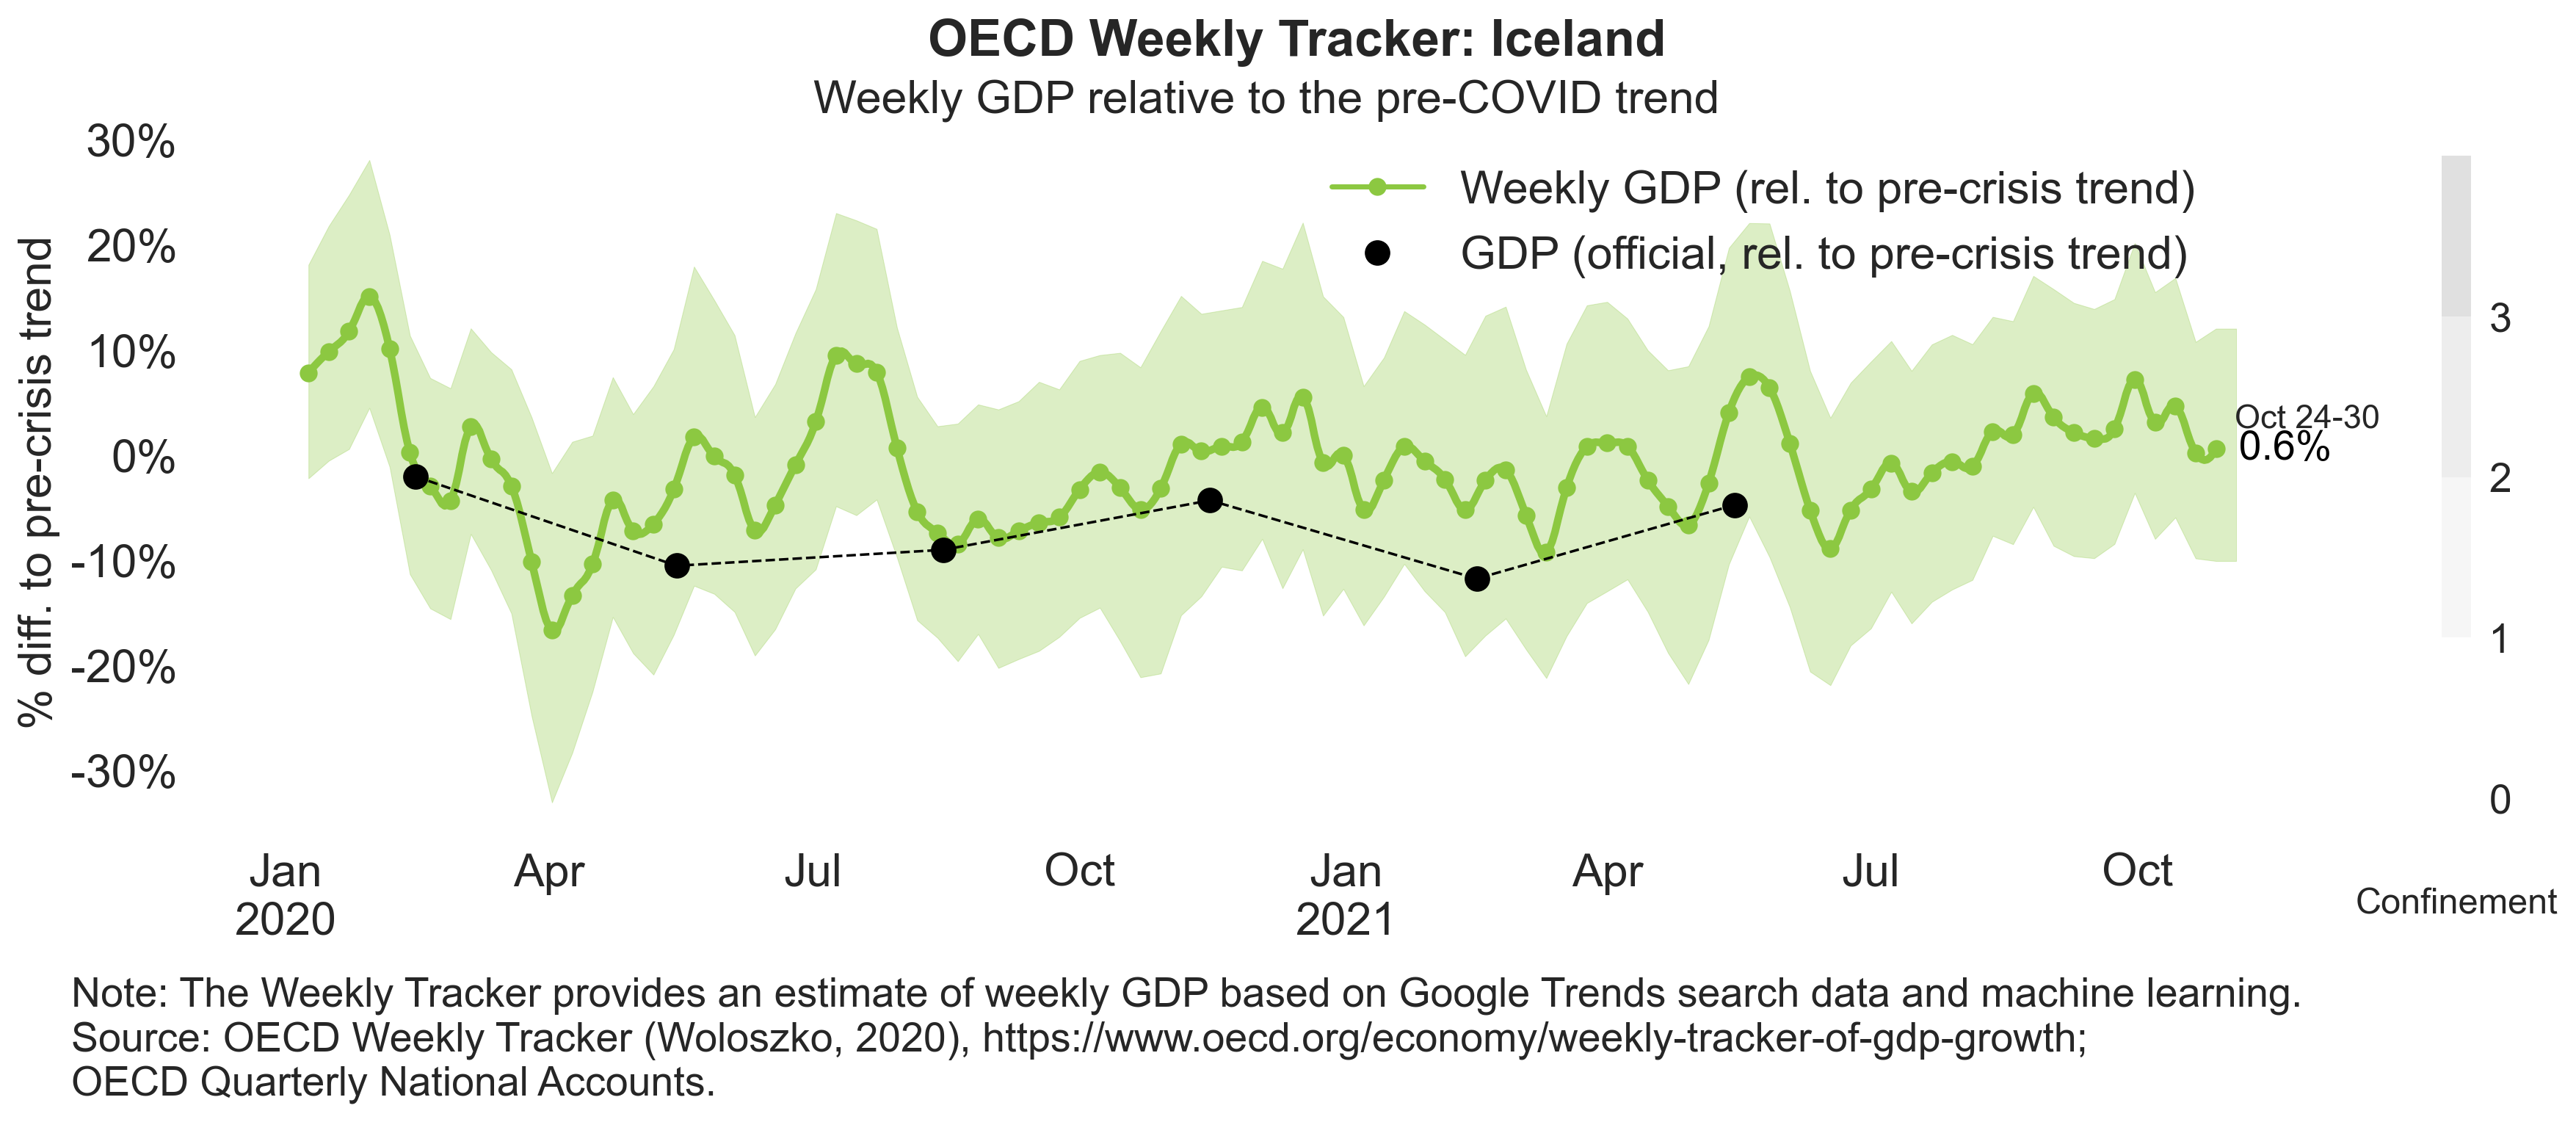 OECD Weekly Tracker: Iceland
Weekly GDP relative to the pre-COVID trend
% diff. to pre-crisis trend
30%
20%
10%
0%
-10%
-20%
-30%
Weekly GDP (rel. to pre-crisis trend)
GDP (official, rel. to pre-crisis trend)
Oct 24-30
0.6%
3
2
1
0
Confinement
Jan Apr Jul Oct Jan Apr Jul Oct
2020 2021
Note: The Weekly Tracker provides an estimate of weekly GDP based on Google Trends search data and machine learning.
Source: OECD Weekly Tracker (Woloszko, 2020), https://www.oecd.org/economy/weekly-tracker-of-gdp-growth;
OECD Quarterly National Accounts.